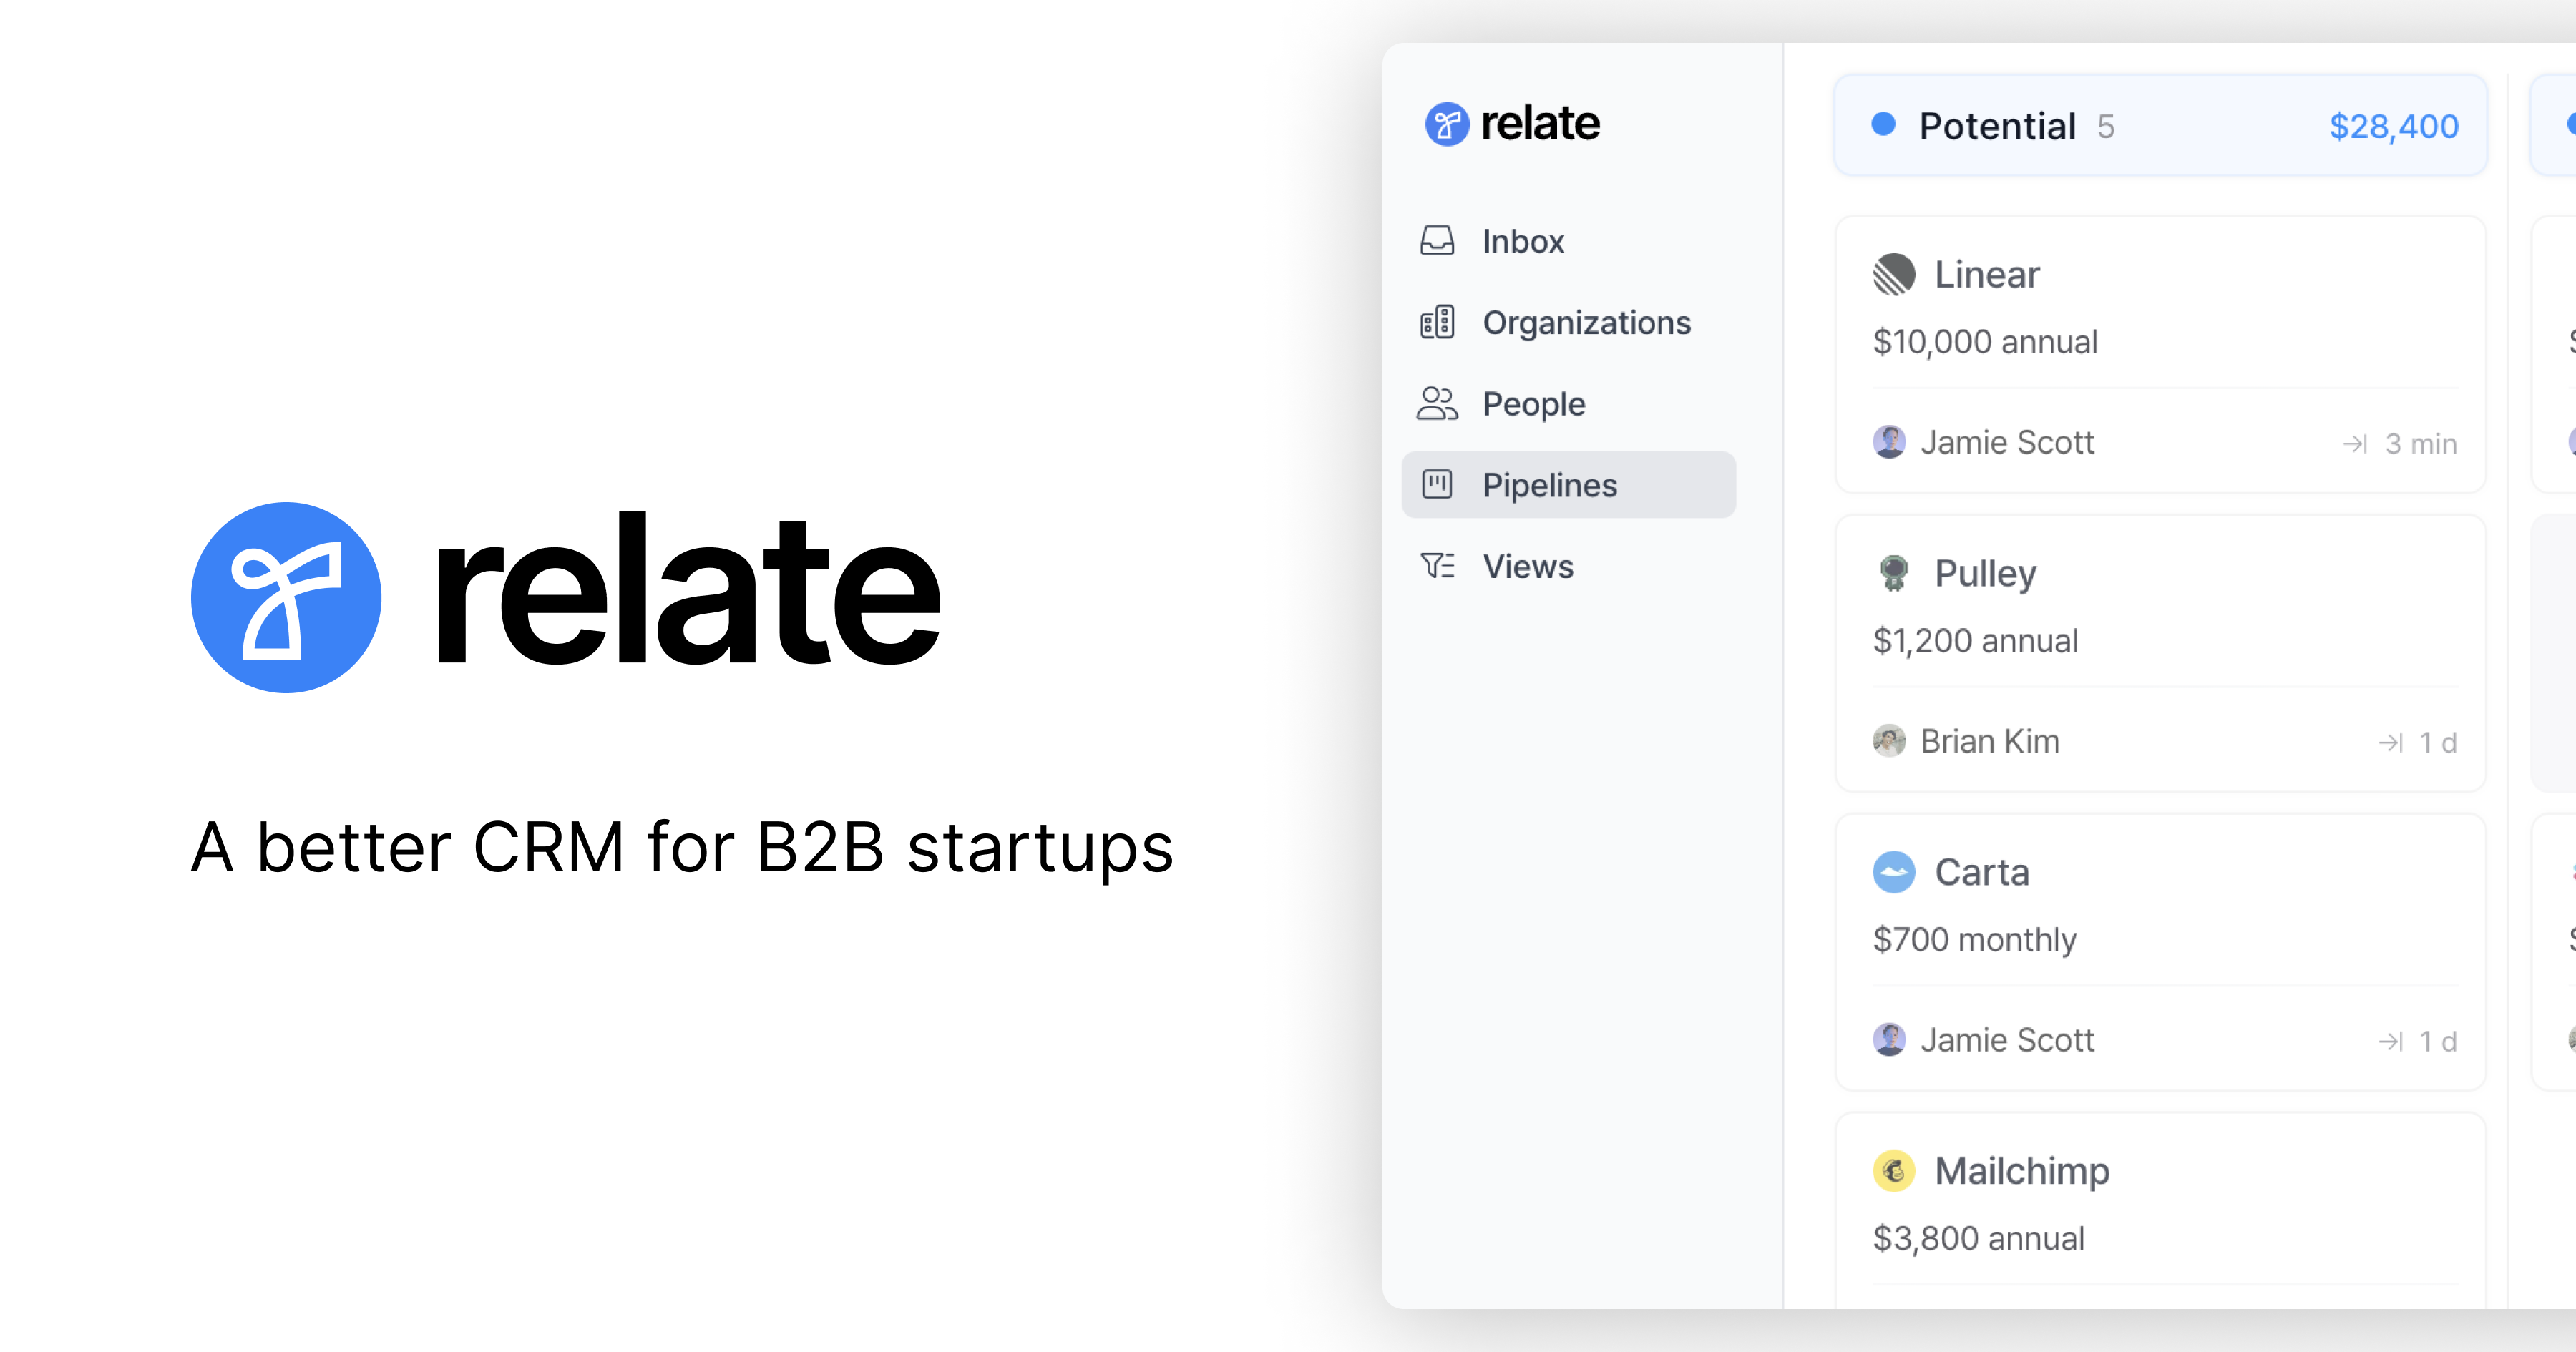 relate
A better CRM for B2B startups
relate
Inbox
Organizations
People
Pipelines
Views
Potential 5 $28,400
Linear
$10,000 annual
Jamie Scott 3 min
Pulley
$1,200 annual
Brian Kim 1 d
Carta
$700 monthly
Jamie Scott 1 d
Mailchimp
$3,800 annual